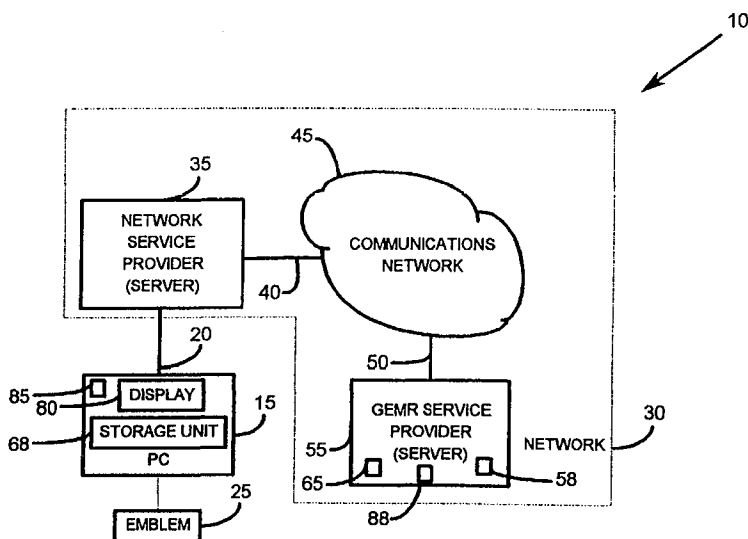 10
45
35
NETWORK
SERVICE
PROVIDER
(SERVER)
COMMUNICATIONS
NETWORK
40
20
50
85
DISPLAY
80
15
68
STORAGE UNIT
PC
55
GEMR SERVICE
PROVIDER
(SERVER)
NETWORK
30
65
58
88
25
EMBLEM